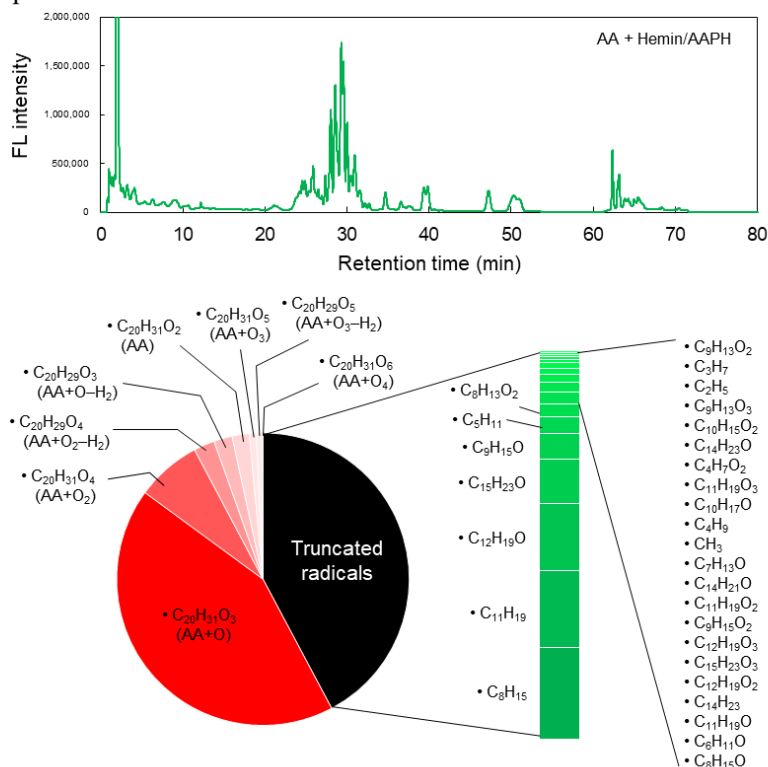 2,000,000
AA + Hemin/AAPH
1,500,000
1,000,000
500,000
0
FL intensity
0 10 20 30 40 50 60 70 80
Retention time (min)
• C₂₀H₃₁O₅
(AA+O₃)
• C₂₀H₂₉O₅
(AA+O₃–H₂)
• C₂₀H₃₁O₂
(AA)
• C₂₀H₃₁O₆
(AA+O₄)
• C₂₀H₂₉O₃
(AA+O–H₂)
• C₂₀H₂₉O₄
(AA+O₂–H₂)
• C₂₀H₃₁O₄
(AA+O₂)
• C₂₀H₃₁O₃
(AA+O)
Truncated
radicals
• C₈H₁₃O₂
• C₅H₁₁
• C₉H₁₅O
• C₁₅H₂₃O
• C₁₂H₁₉O
• C₁₁H₁₉
• C₈H₁₅
• C₉H₁₃O₂
• C₃H₇
• C₂H₅
• C₉H₁₃O₃
• C₁₀H₁₅O₂
• C₁₄H₂₃O
• C₄H₇O₂
• C₁₁H₁₉O₃
• C₁₀H₁₇O
• C₄H₉
• CH₃
• C₇H₁₃O
• C₁₄H₂₁O
• C₁₁H₁₉O₂
• C₉H₁₅O₂
• C₁₂H₁₉O₃
• C₁₅H₂₃O₃
• C₁₂H₁₉O₂
• C₁₄H₂₃
• C₁₁H₁₉O
• C₆H₁₁O
• C₈H₁₅O